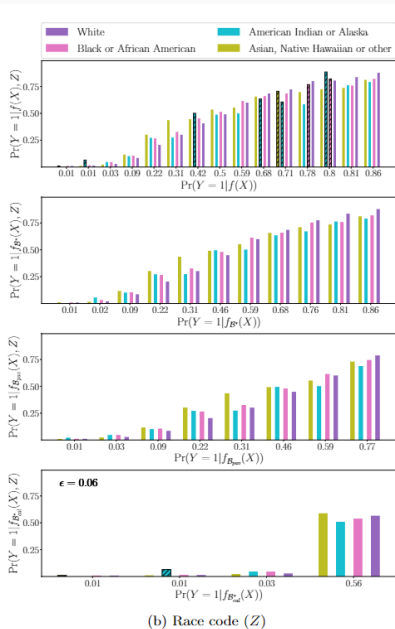 White
American Indian or Alaska
Black or African American
Asian, Native Hawaiian or other
Pr(Y = 1|f(X), Z)
0.75
0.50
0.25
0.01 0.01 0.03 0.09 0.22 0.31 0.42 0.5 0.59 0.68 0.71 0.78 0.8 0.81 0.86
Pr(Y = 1|f(X))
Pr(Y = 1|f_{B*}(X), Z)
0.75
0.50
0.25
0.01 0.02 0.09 0.22 0.31 0.46 0.59 0.68 0.76 0.81 0.86
Pr(Y = 1|f_{B*}(X))
Pr(Y = 1|f_{B_{pav}}(X), Z)
0.75
0.50
0.25
0.01 0.03 0.09 0.22 0.31 0.46 0.59 0.77
Pr(Y = 1|f_{B_{pav}}(X))
Pr(Y = 1|f_{B*_{cal}}(X), Z)
ϵ = 0.06
0.75
0.50
0.25
0.01 0.01 0.03 0.56
Pr(Y = 1|f_{B*_{cal}}(X))
(b) Race code (Z)